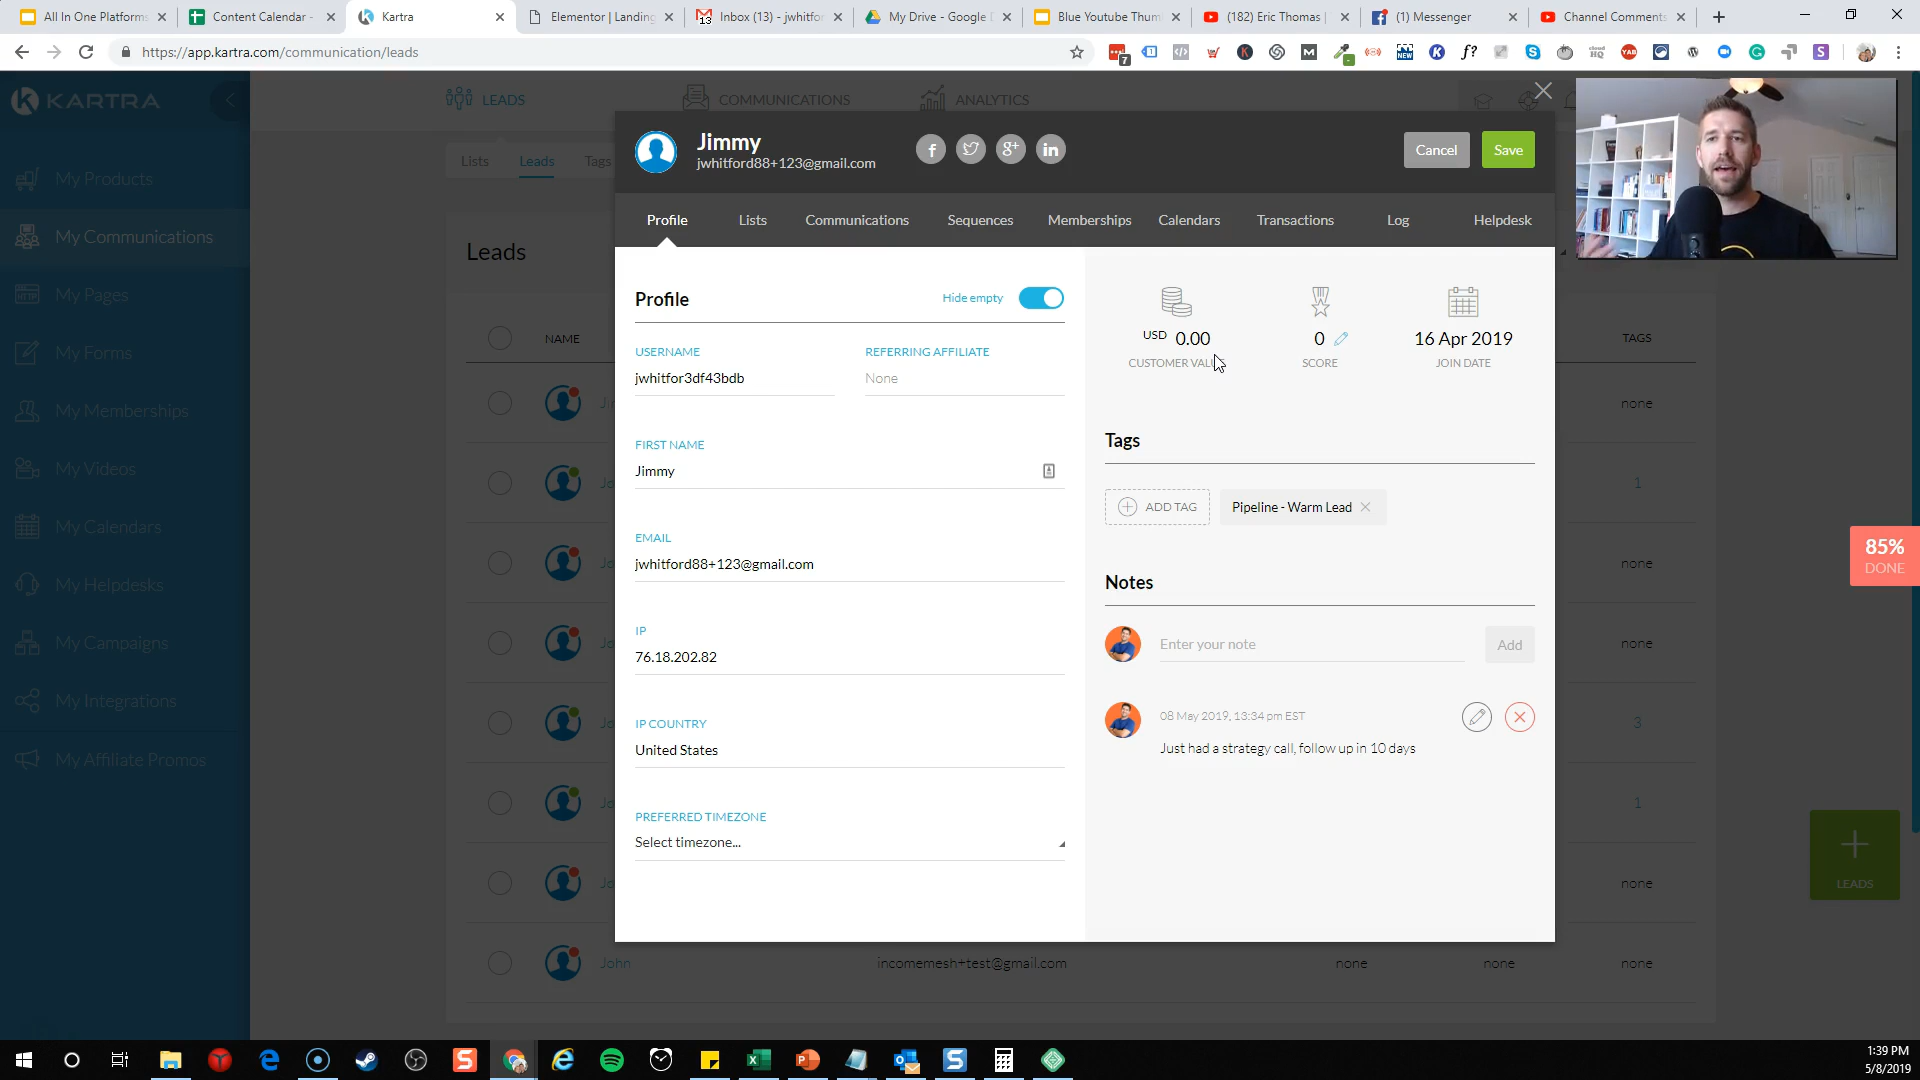 All In One Platforms
Content Calendar -
Kartra
Elementor | Landing
Inbox (13) - jwhitfor
My Drive - Google D
Blue Youtube Thum
(182) Eric Thomas |
(1) Messenger
Channel Comments
https://app.kartra.com/communication/leads
KARTRA
LEADS
COMMUNICATIONS
ANALYTICS
My Products
My Communications
My Pages
My Forms
My Memberships
My Videos
My Calendars
My Helpdesks
My Campaigns
My Integrations
My Affiliate Promos
Lists
Leads
Tags
Leads
NAME
TAGS
none
1
none
none
3
1
none
John
incomemesh+test@gmail.com
none
none
none
Jimmy
jwhitford88+123@gmail.com
Cancel
Save
Profile
Lists
Communications
Sequences
Memberships
Calendars
Transactions
Log
Helpdesk
Profile
Hide empty
USERNAME
jwhitfor3df43bdb
REFERRING AFFILIATE
None
FIRST NAME
Jimmy
EMAIL
jwhitford88+123@gmail.com
IP
76.18.202.82
IP COUNTRY
United States
PREFERRED TIMEZONE
Select timezone...
USD 0.00
CUSTOMER VALU
0
SCORE
16 Apr 2019
JOIN DATE
Tags
ADD TAG
Pipeline - Warm Lead
Notes
Enter your note
Add
08 May 2019, 13:34 pm EST
Just had a strategy call, follow up in 10 days
85%
DONE
LEADS
1:39 PM
5/8/2019